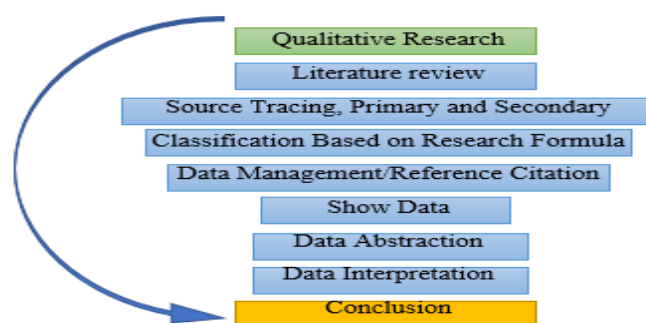 Qualitative Research
Literature review
Source Tracing, Primary and Secondary
Classification Based on Research Formula
Data Management/Reference Citation
Show Data
Data Abstraction
Data Interpretation
Conclusion